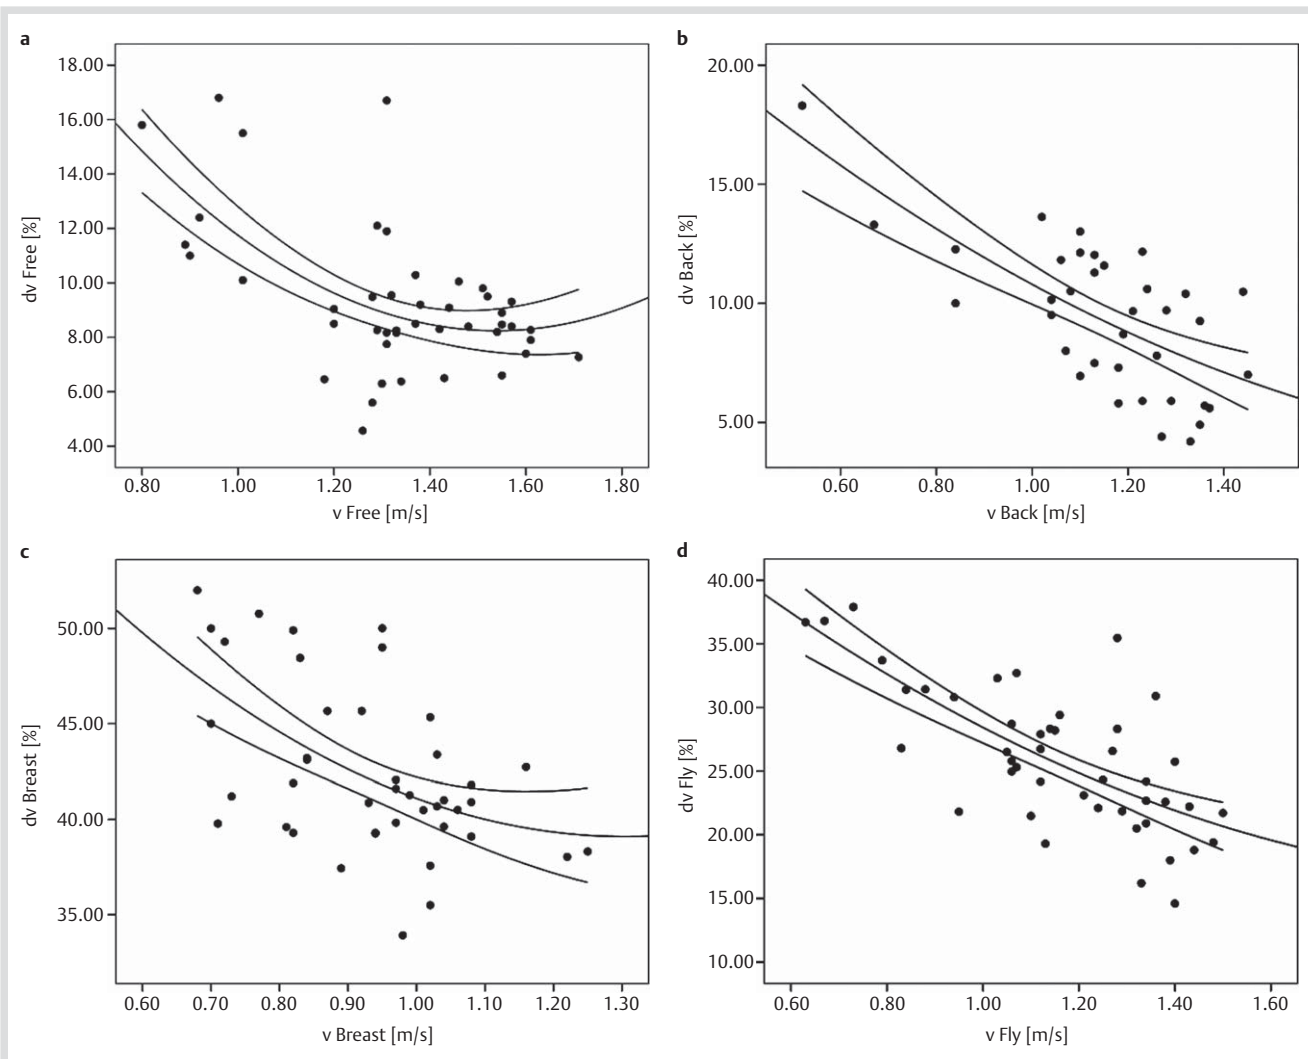 a
18.00
16.00
14.00
12.00
10.00
8.00
6.00
4.00
dv Free [%]
0.80 1.00 1.20 1.40 1.60 1.80
v Free [m/s]
b
20.00
15.00
10.00
5.00
dv Back [%]
0.60 0.80 1.00 1.20 1.40
v Back [m/s]
c
50.00
45.00
40.00
35.00
dv Breast [%]
0.60 0.70 0.80 0.90 1.00 1.10 1.20 1.30
v Breast [m/s]
d
40.00
35.00
30.00
25.00
20.00
15.00
10.00
dv Fly [%]
0.60 0.80 1.00 1.20 1.40 1.60
v Fly [m/s]